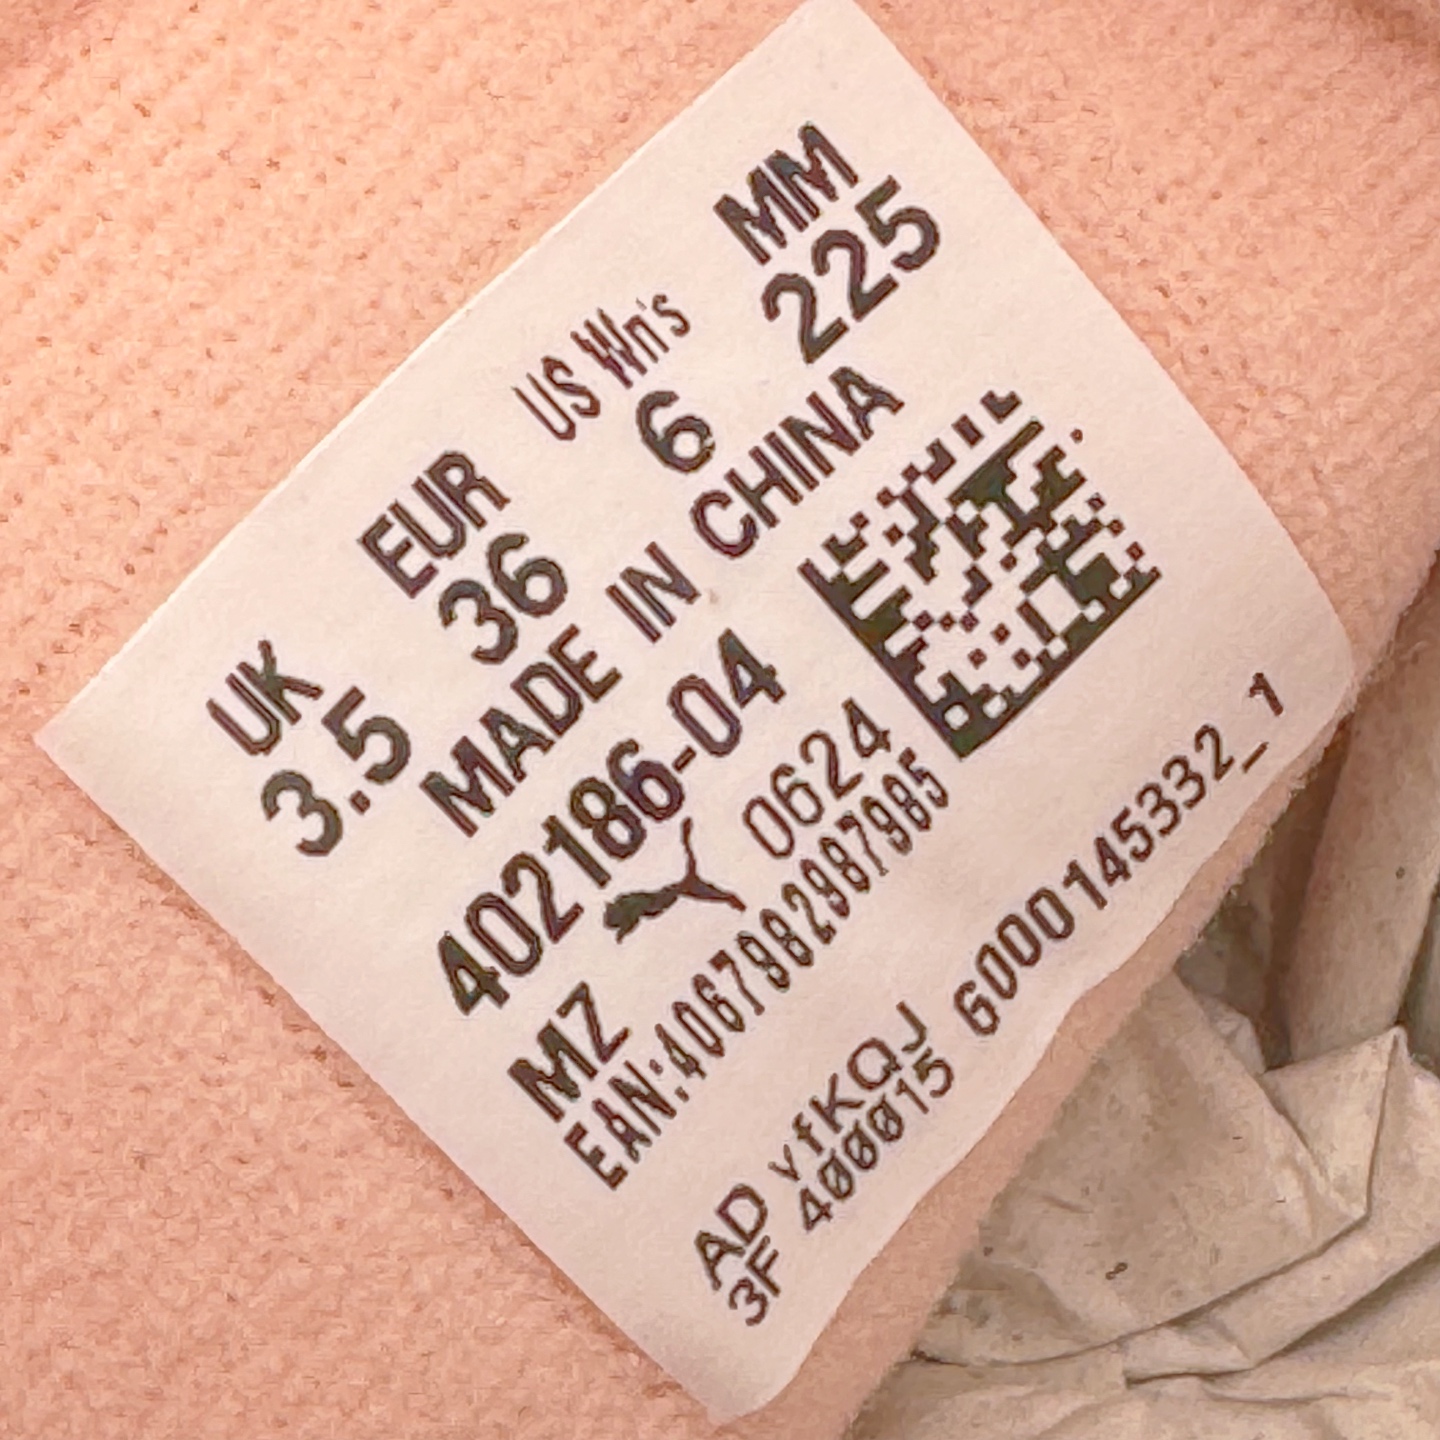 UK EUR US Wn's MM
3.5 36 6 225
MADE IN CHINA
402186-04
MZ 0624
EAN:4067982987985
AD vfKQJ 6000145332_1
3F 400015